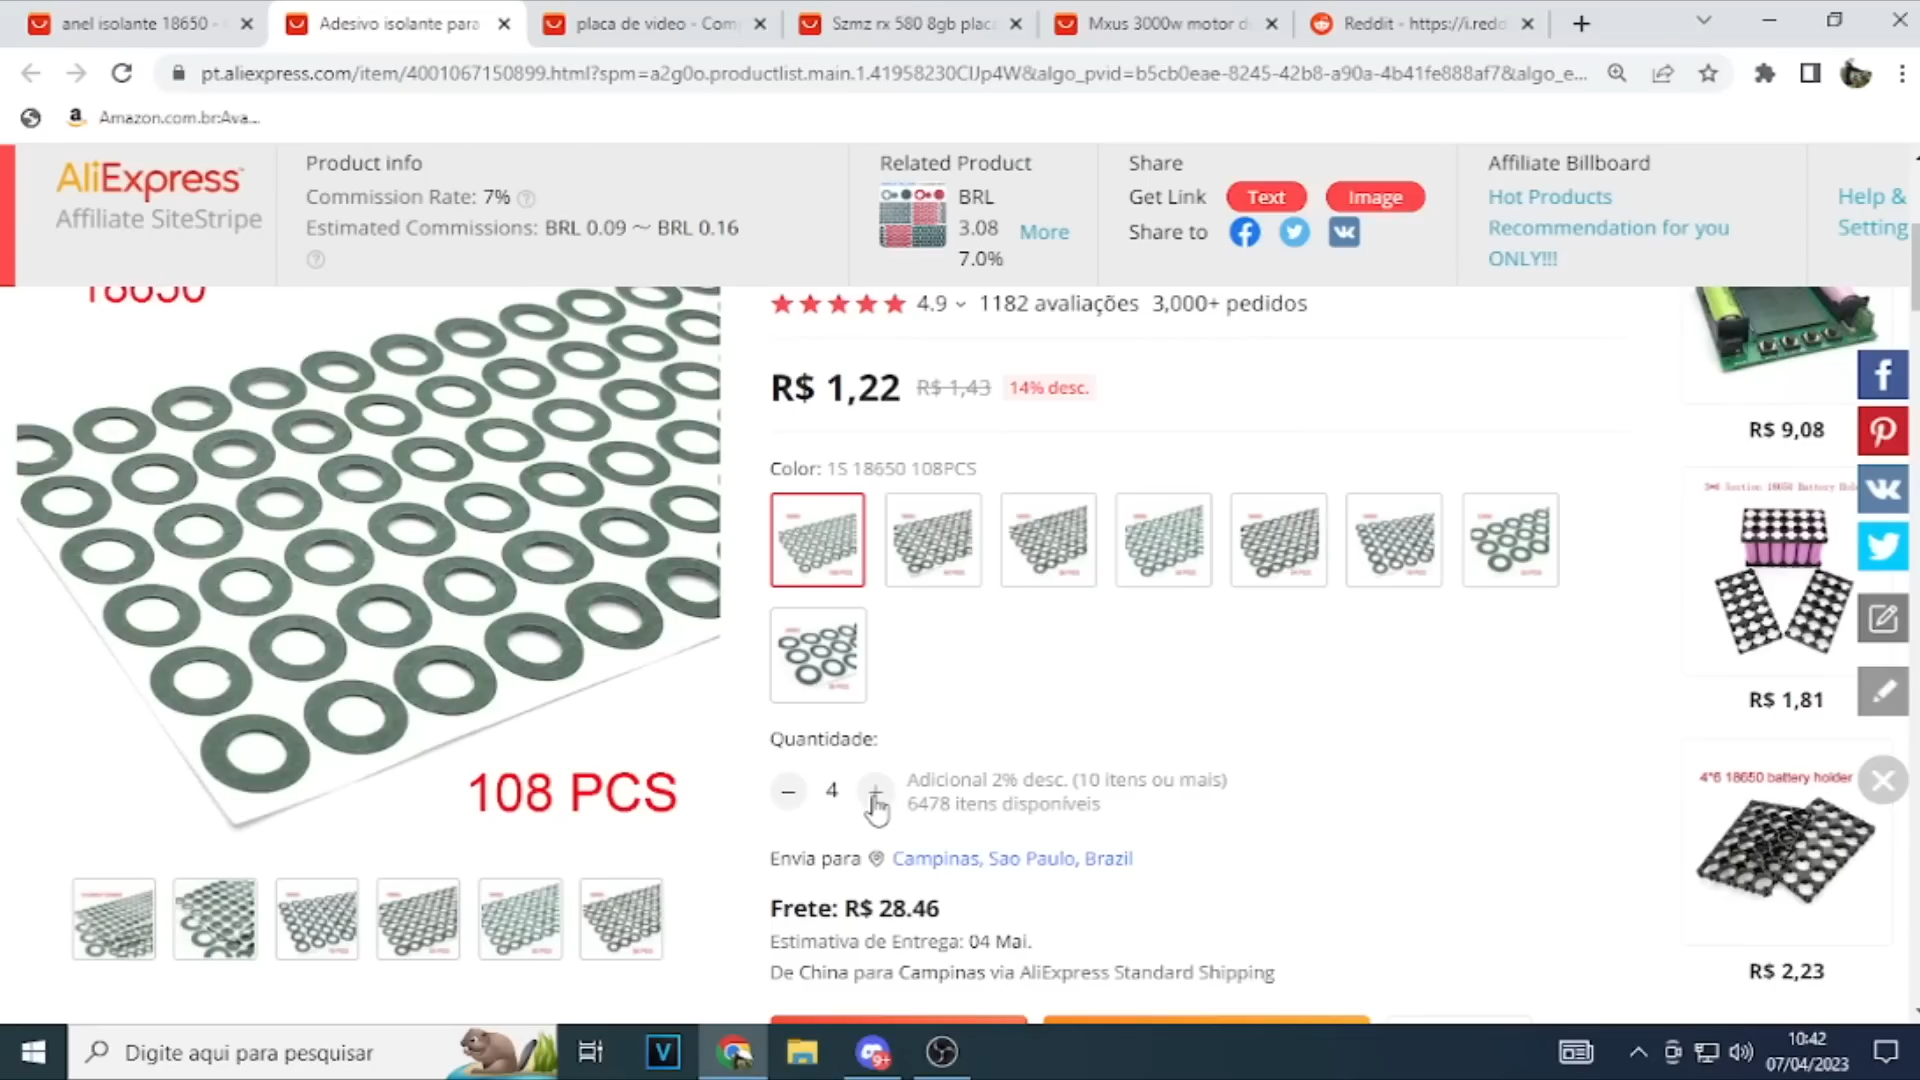 anel isolante 18650 -
Adesivo isolante para
placa de video - Com
Szmz rx 580 8gb plac
Mxus 3000w motor d
Reddit - https://i.redd
pt.aliexpress.com/item/4001067150899.html?spm=a2g0o.productlist.main.1.41958230ClJp4W&algo_pvid=b5cb0eae-8245-42b8-a90a-4b41fe888af7&algo_e...
Amazon.com.br:Ava...
AliExpress
Affiliate SiteStripe
Product info
Commission Rate: 7%
Estimated Commissions: BRL 0.09 ～ BRL 0.16
Related Product
BRL
3.08
7.0%
More
Share
Get Link Text Image
Share to
Affiliate Billboard
Hot Products
Recommendation for you
ONLY!!!
Help &
Setting
18650
108 PCS
4.9 1182 avaliações 3,000+ pedidos
R$ 1,22 R$ 1,43 14% desc.
Color: 1S 18650 108PCS
Quantidade:
− 4 +
Adicional 2% desc. (10 itens ou mais)
6478 itens disponíveis
Envia para Campinas, Sao Paulo, Brazil
Frete: R$ 28.46
Estimativa de Entrega: 04 Mai.
De China para Campinas via AliExpress Standard Shipping
R$ 9,08
R$ 1,81
4*6 18650 battery holder
R$ 2,23
Digite aqui para pesquisar
9+
10:42
07/04/2023